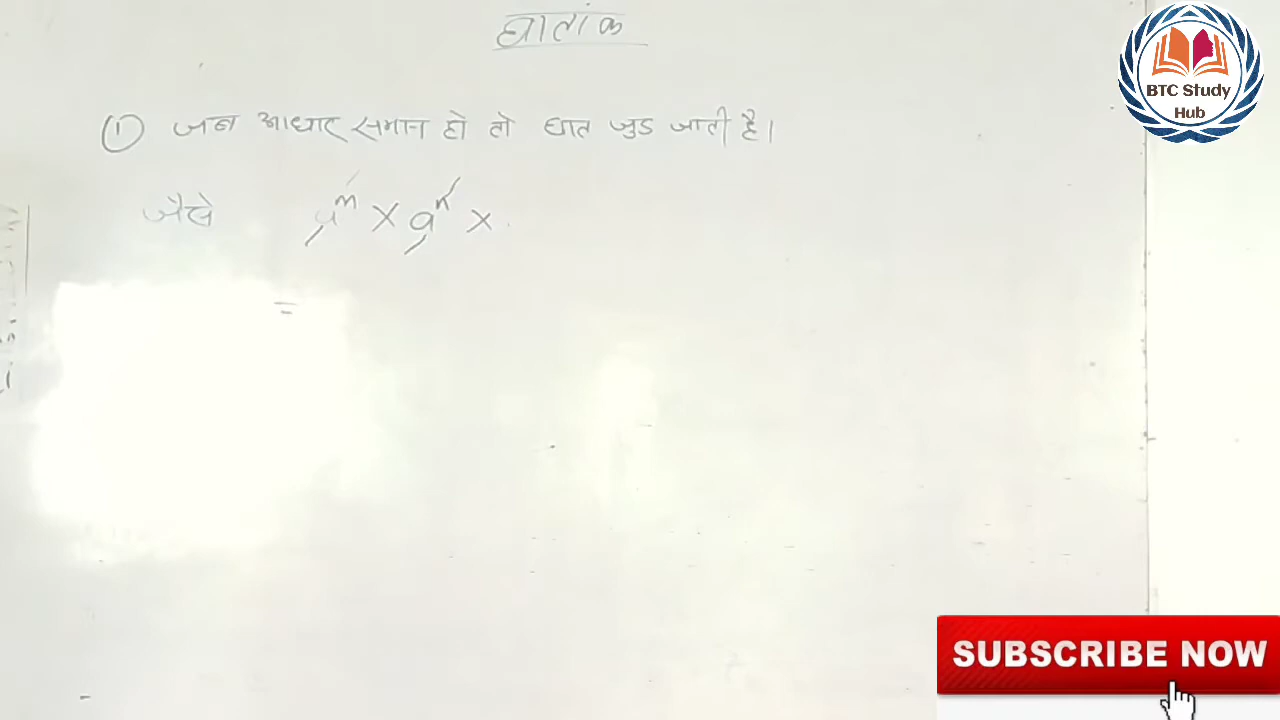 घातांक
① जब आधार समान हो तो घात जुड जाती है।
जैसे a^m × a^n ×
=
BTC Study
Hub
SUBSCRIBE NOW